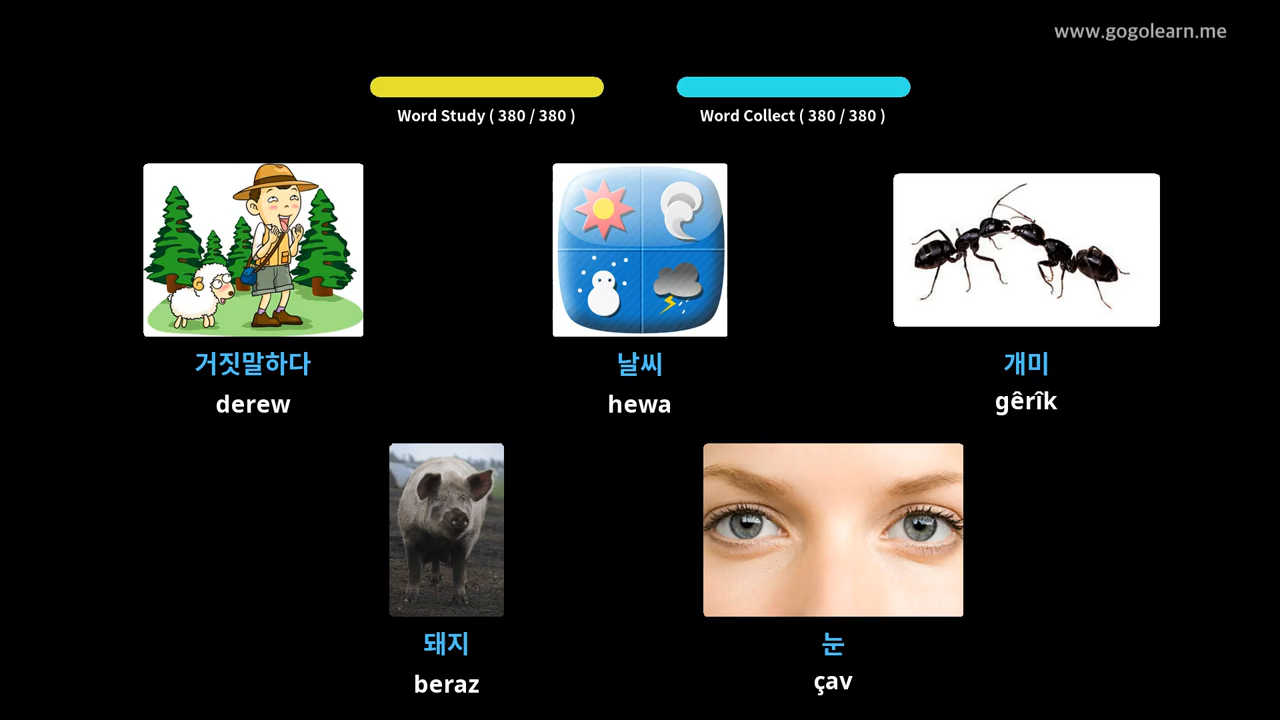 www.gogolearn.me
Word Study ( 380 / 380 )
Word Collect ( 380 / 380 )
거짓말하다
derew
날씨
hewa
개미
gêrîk
돼지
beraz
눈
çav